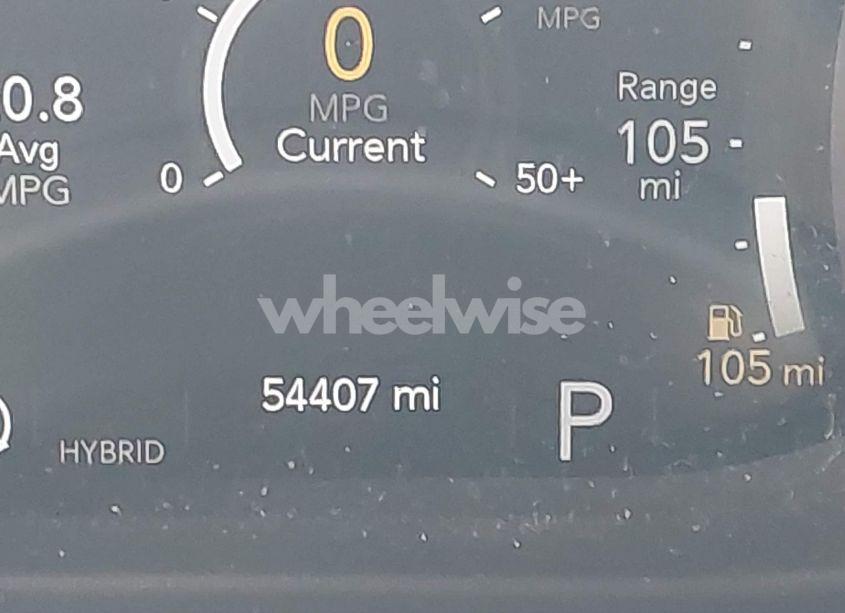 0
MPG
MPG
Current
0.8
Avg
MPG
0
50+
Range
105
mi
wheelwise
105 mi
54407 mi
P
HYBRID